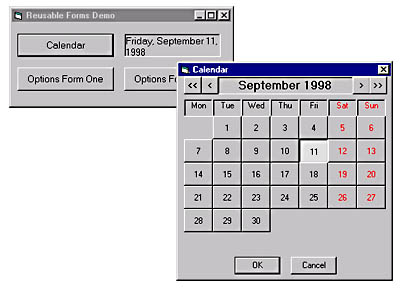 Reusable Forms Demo
Calendar
Friday, September 11,
1998
Options Form One
Options Fo
Calendar
<< < September 1998 > >>
Mon Tue Wed Thu Fri Sat Sun
1 2 3 4 5 6
7 8 9 10 11 12 13
14 15 16 17 18 19 20
21 22 23 24 25 26 27
28 29 30
OK Cancel